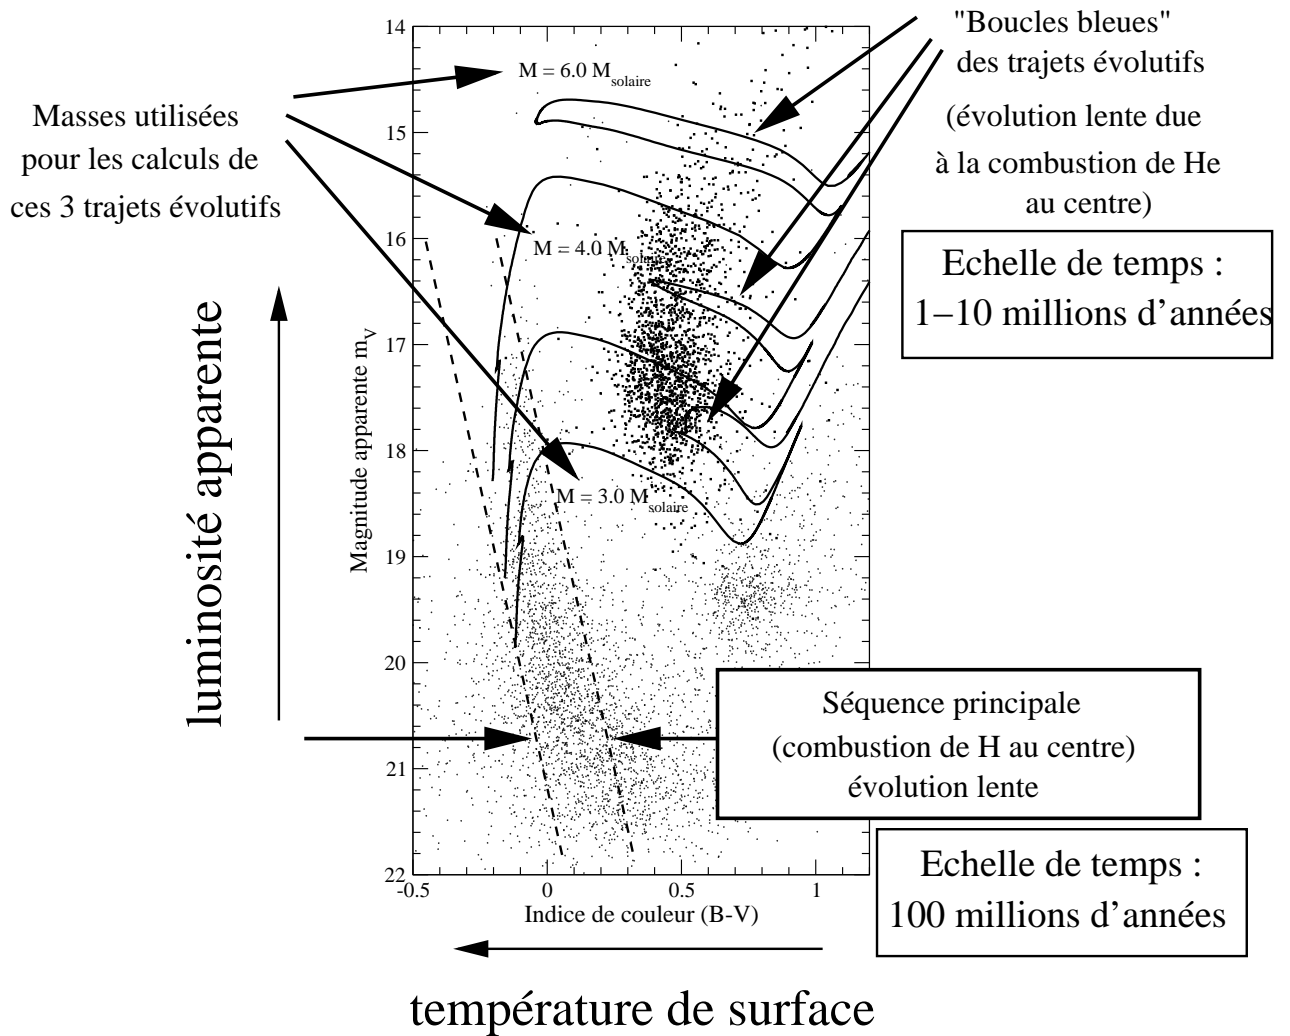 "Boucles bleues"
des trajets évolutifs
(évolution lente due
à la combustion de He
au centre)
Echelle de temps :
1−10 millions d'années
Masses utilisées
pour les calculs de
ces 3 trajets évolutifs
M = 6.0 M solaire
M = 4.0 M solaire
M = 3.0 M solaire
luminosité apparente
Magnitude apparente m V
14
15
16
17
18
19
20
21
22
-0.5
0
0.5
1
Indice de couleur (B-V)
Séquence principale
(combustion de H au centre)
évolution lente
Echelle de temps :
100 millions d'années
température de surface